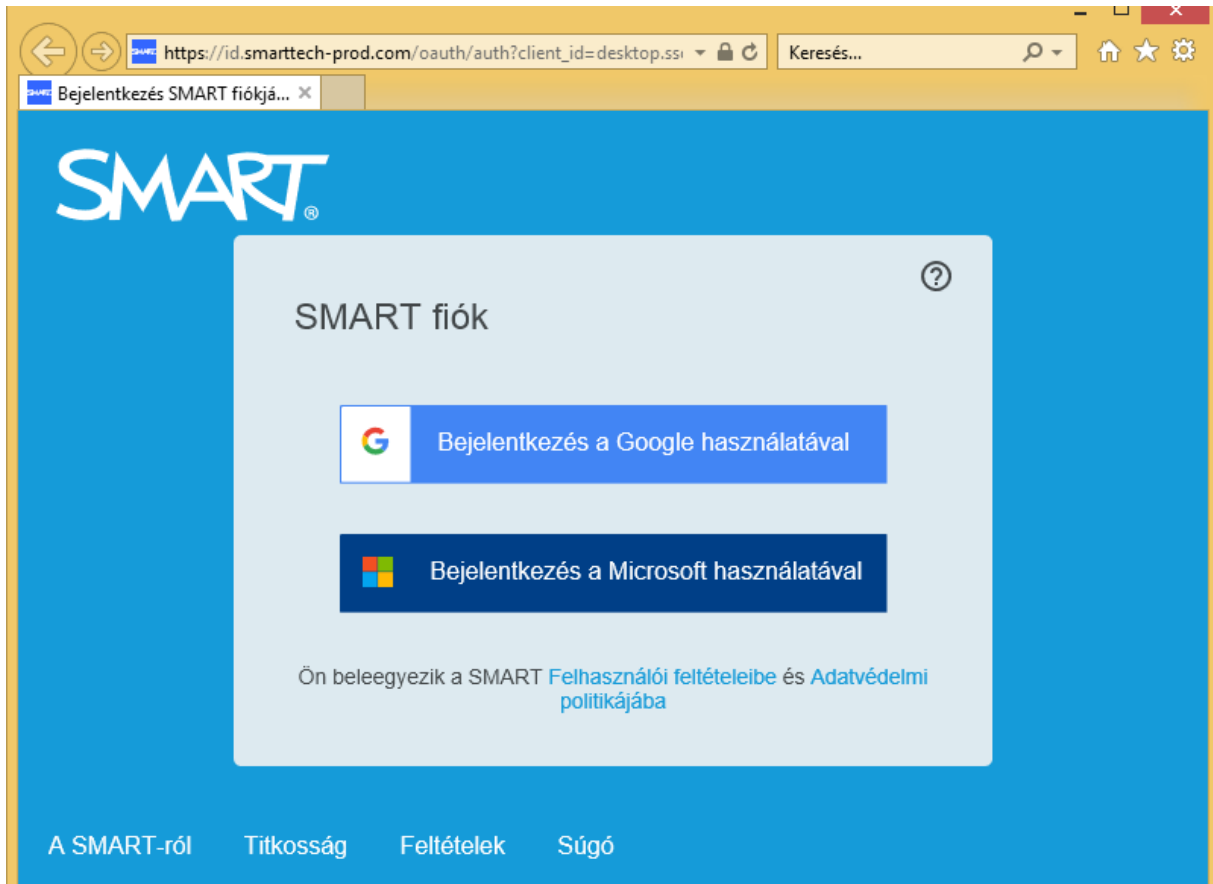 https://id.smarttech-prod.com/oauth/auth?client_id=desktop.ss
Keresés...
SMART Bejelentkezés SMART fiókjá...
SMART®
SMART fiók
G Bejelentkezés a Google használatával
Bejelentkezés a Microsoft használatával
Ön beleegyezik a SMART Felhasználói feltételeibe és Adatvédelmi
politikájába
A SMART-ról Titkosság Feltételek Súgó